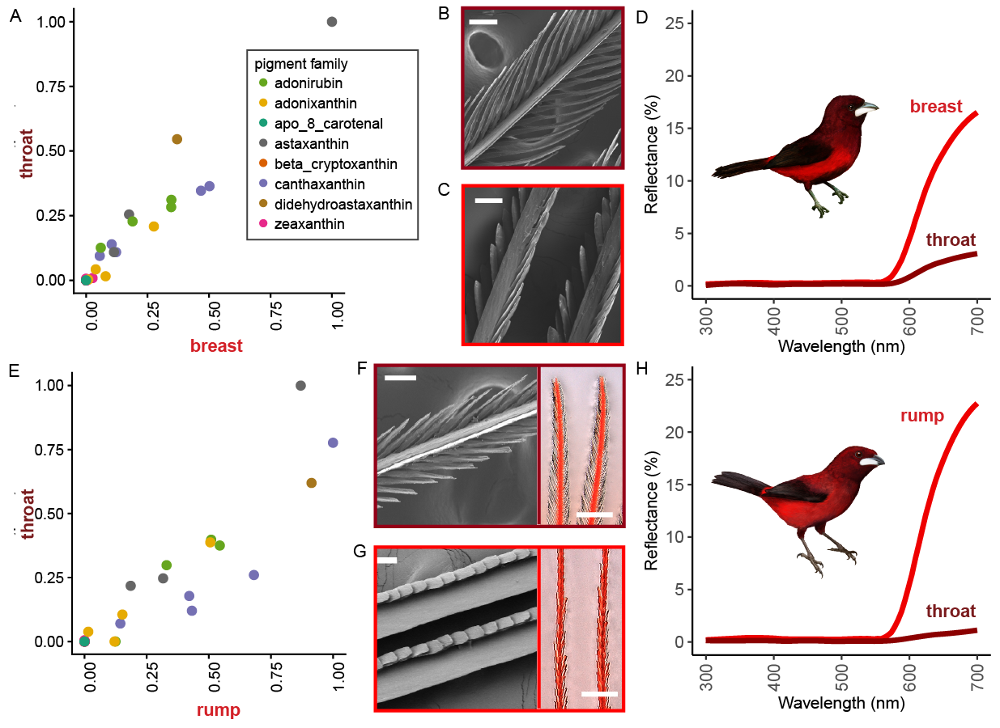 A
1.00
0.75
0.50
0.25
0.00
throat
0.00
0.25
0.50
0.75
1.00
breast
pigment family
adonirubin
adonixanthin
apo_8_carotenal
astaxanthin
beta_cryptoxanthin
canthaxanthin
didehydroastaxanthin
zeaxanthin
B
C
D
25
20
15
10
5
0
Reflectance (%)
breast
throat
300
400
500
600
700
Wavelength (nm)
E
1.00
0.75
0.50
0.25
0.00
throat
0.00
0.25
0.50
0.75
1.00
rump
F
G
H
25
20
15
10
5
0
Reflectance (%)
rump
throat
300
400
500
600
700
Wavelength (nm)